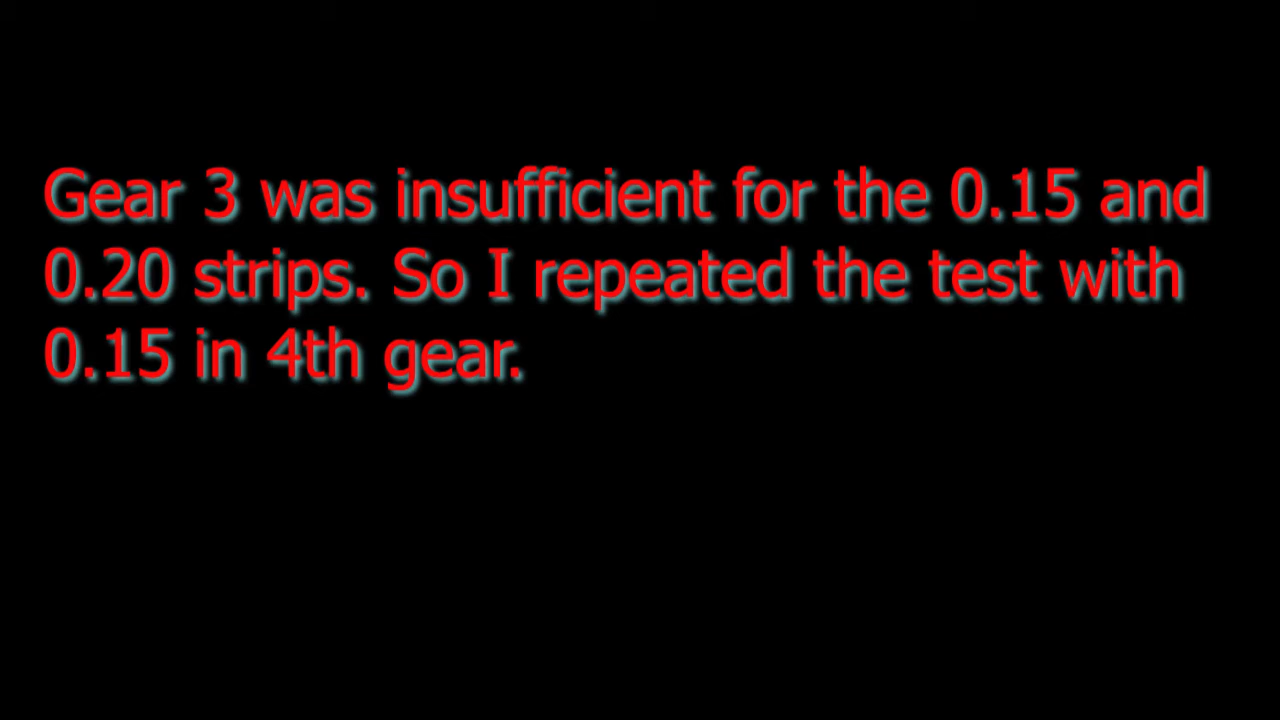 Gear 3 was insufficient for the 0.15 and
0.20 strips. So I repeated the test with
0.15 in 4th gear.